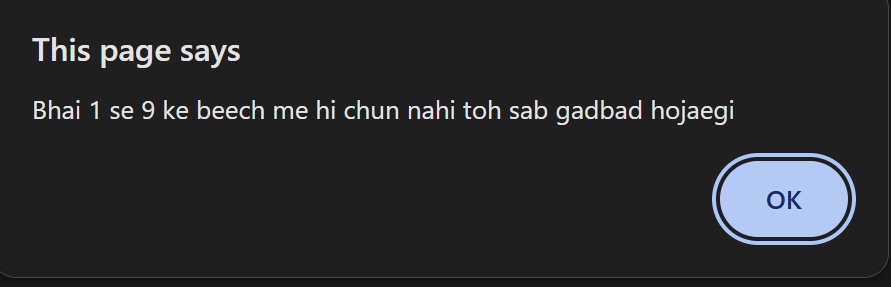 This page says
Bhai 1 se 9 ke beech me hi chun nahi toh sab gadbad hojaegi
OK